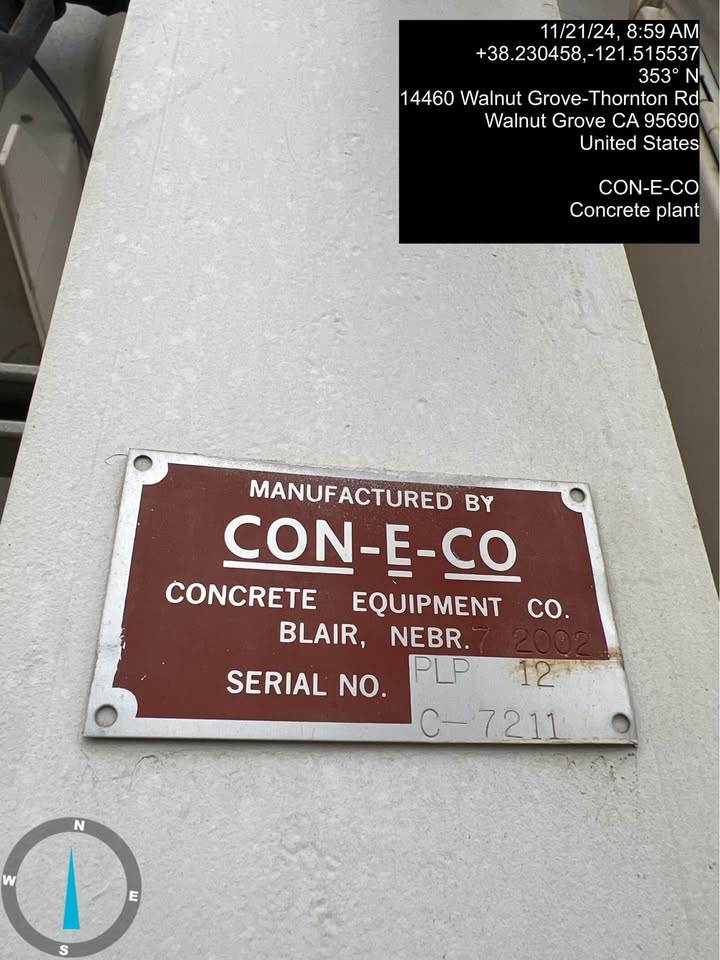 11/21/24, 8:59 AM
+38.230458,-121.515537
353° N
14460 Walnut Grove-Thornton Rd
Walnut Grove CA 95690
United States
CON-E-CO
Concrete plant
MANUFACTURED BY
CON-E-CO
CONCRETE EQUIPMENT CO.
BLAIR, NEBR. 7 2002
SERIAL NO. PLP 12
C-7211
N
W
E
S